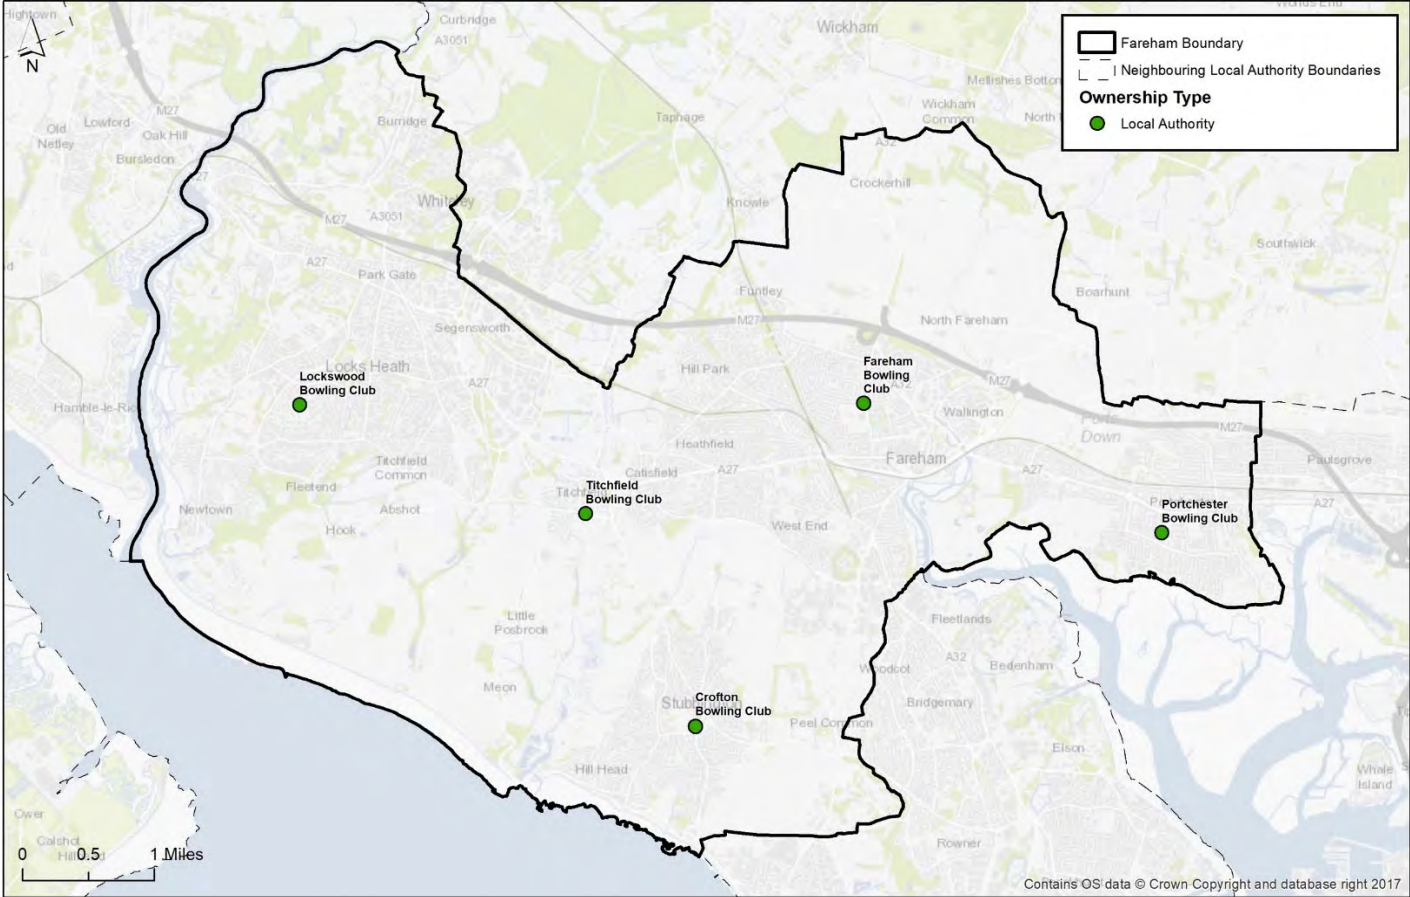 Hightown
Curbridge
A3051
Wickham
N
Fareham Boundary
Neighbouring Local Authority Boundaries
Ownership Type
Local Authority
Mellishes Bottom
Wickham
Common
M27
Lowford
Oak Hill
Old
Netley
Bursledon
Burridge
Taphage
A32
Crockerhill
Whiteley
Knowle
M27
A3051
A27
Park Gate
Southwick
Boarhunt
Funtley
M27
North Fareham
Segensworth
Locks Heath
Hill Park
Fareham
Bowling
Club
A32
M27
Lockswood
Bowling Club
A27
Wallington
Hamble-le-Rice
Ports
Down
M27
Heathfield
Fareham
Paulsgrove
Titchfield
Common
Catisfield
A27
A27
A27
Fleetend
Titchfield
Bowling Club
Newtown
Abshot
Hook
West End
Portchester
Bowling Club
Little
Posbrook
Fleetlands
A32
Bedenham
Woodcot
Meon
Crofton
Bowling Club
Stubbington
Peel Common
Bridgemary
Elson
Hill Head
Whale
Island
Ower
Calshot
Rowner
0 0.5 1 Miles
Contains OS data © Crown Copyright and database right 2017